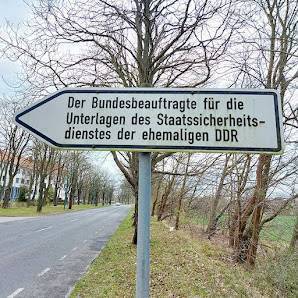 Der Bundesbeauftragte für die
Unterlagen des Staatssicherheits-
dienstes der ehemaligen DDR